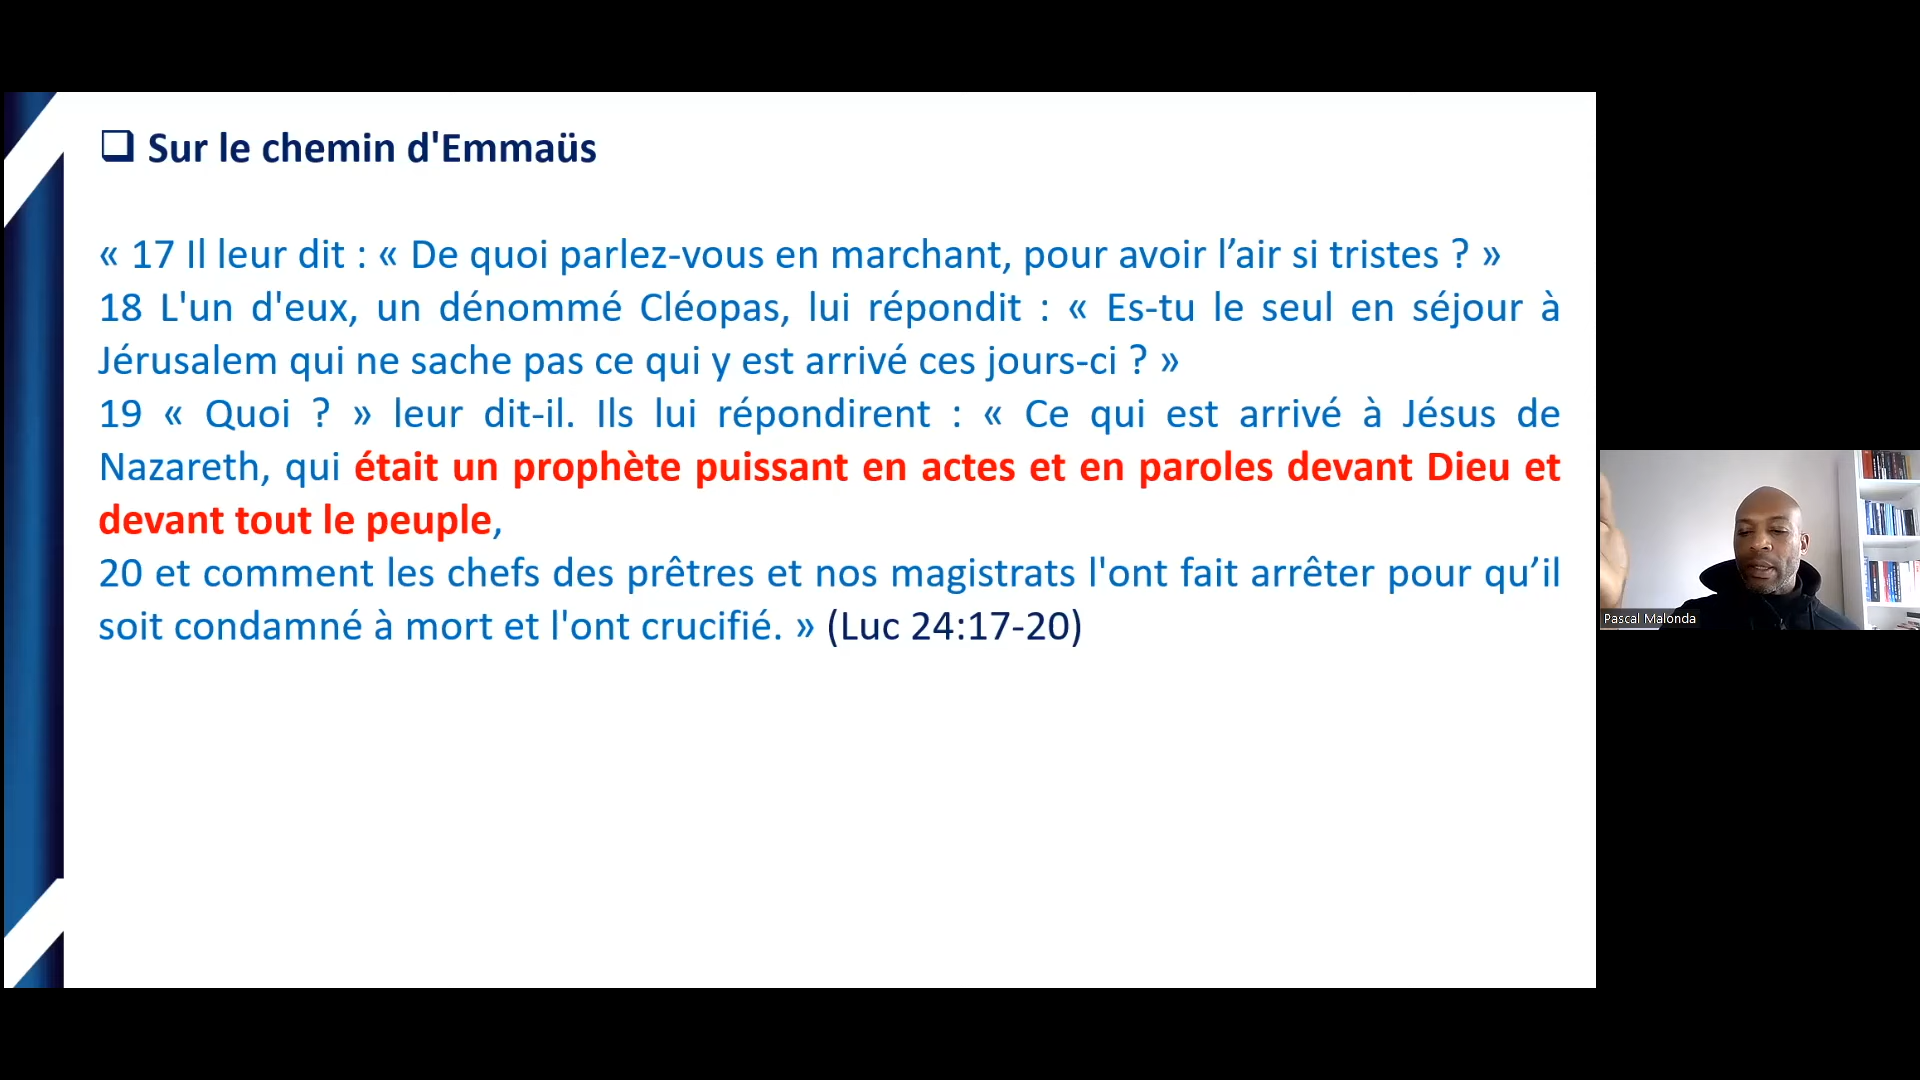 Sur le chemin d'Emmaüs
« 17 Il leur dit : « De quoi parlez-vous en marchant, pour avoir l’air si tristes ? »
18 L'un d'eux, un dénommé Cléopas, lui répondit : « Es-tu le seul en séjour à
Jérusalem qui ne sache pas ce qui y est arrivé ces jours-ci ? »
19 « Quoi ? » leur dit-il. Ils lui répondirent : « Ce qui est arrivé à Jésus de
Nazareth, qui était un prophète puissant en actes et en paroles devant Dieu et
devant tout le peuple,
20 et comment les chefs des prêtres et nos magistrats l'ont fait arrêter pour qu’il
soit condamné à mort et l'ont crucifié. » (Luc 24:17-20)
Pascal Malonda